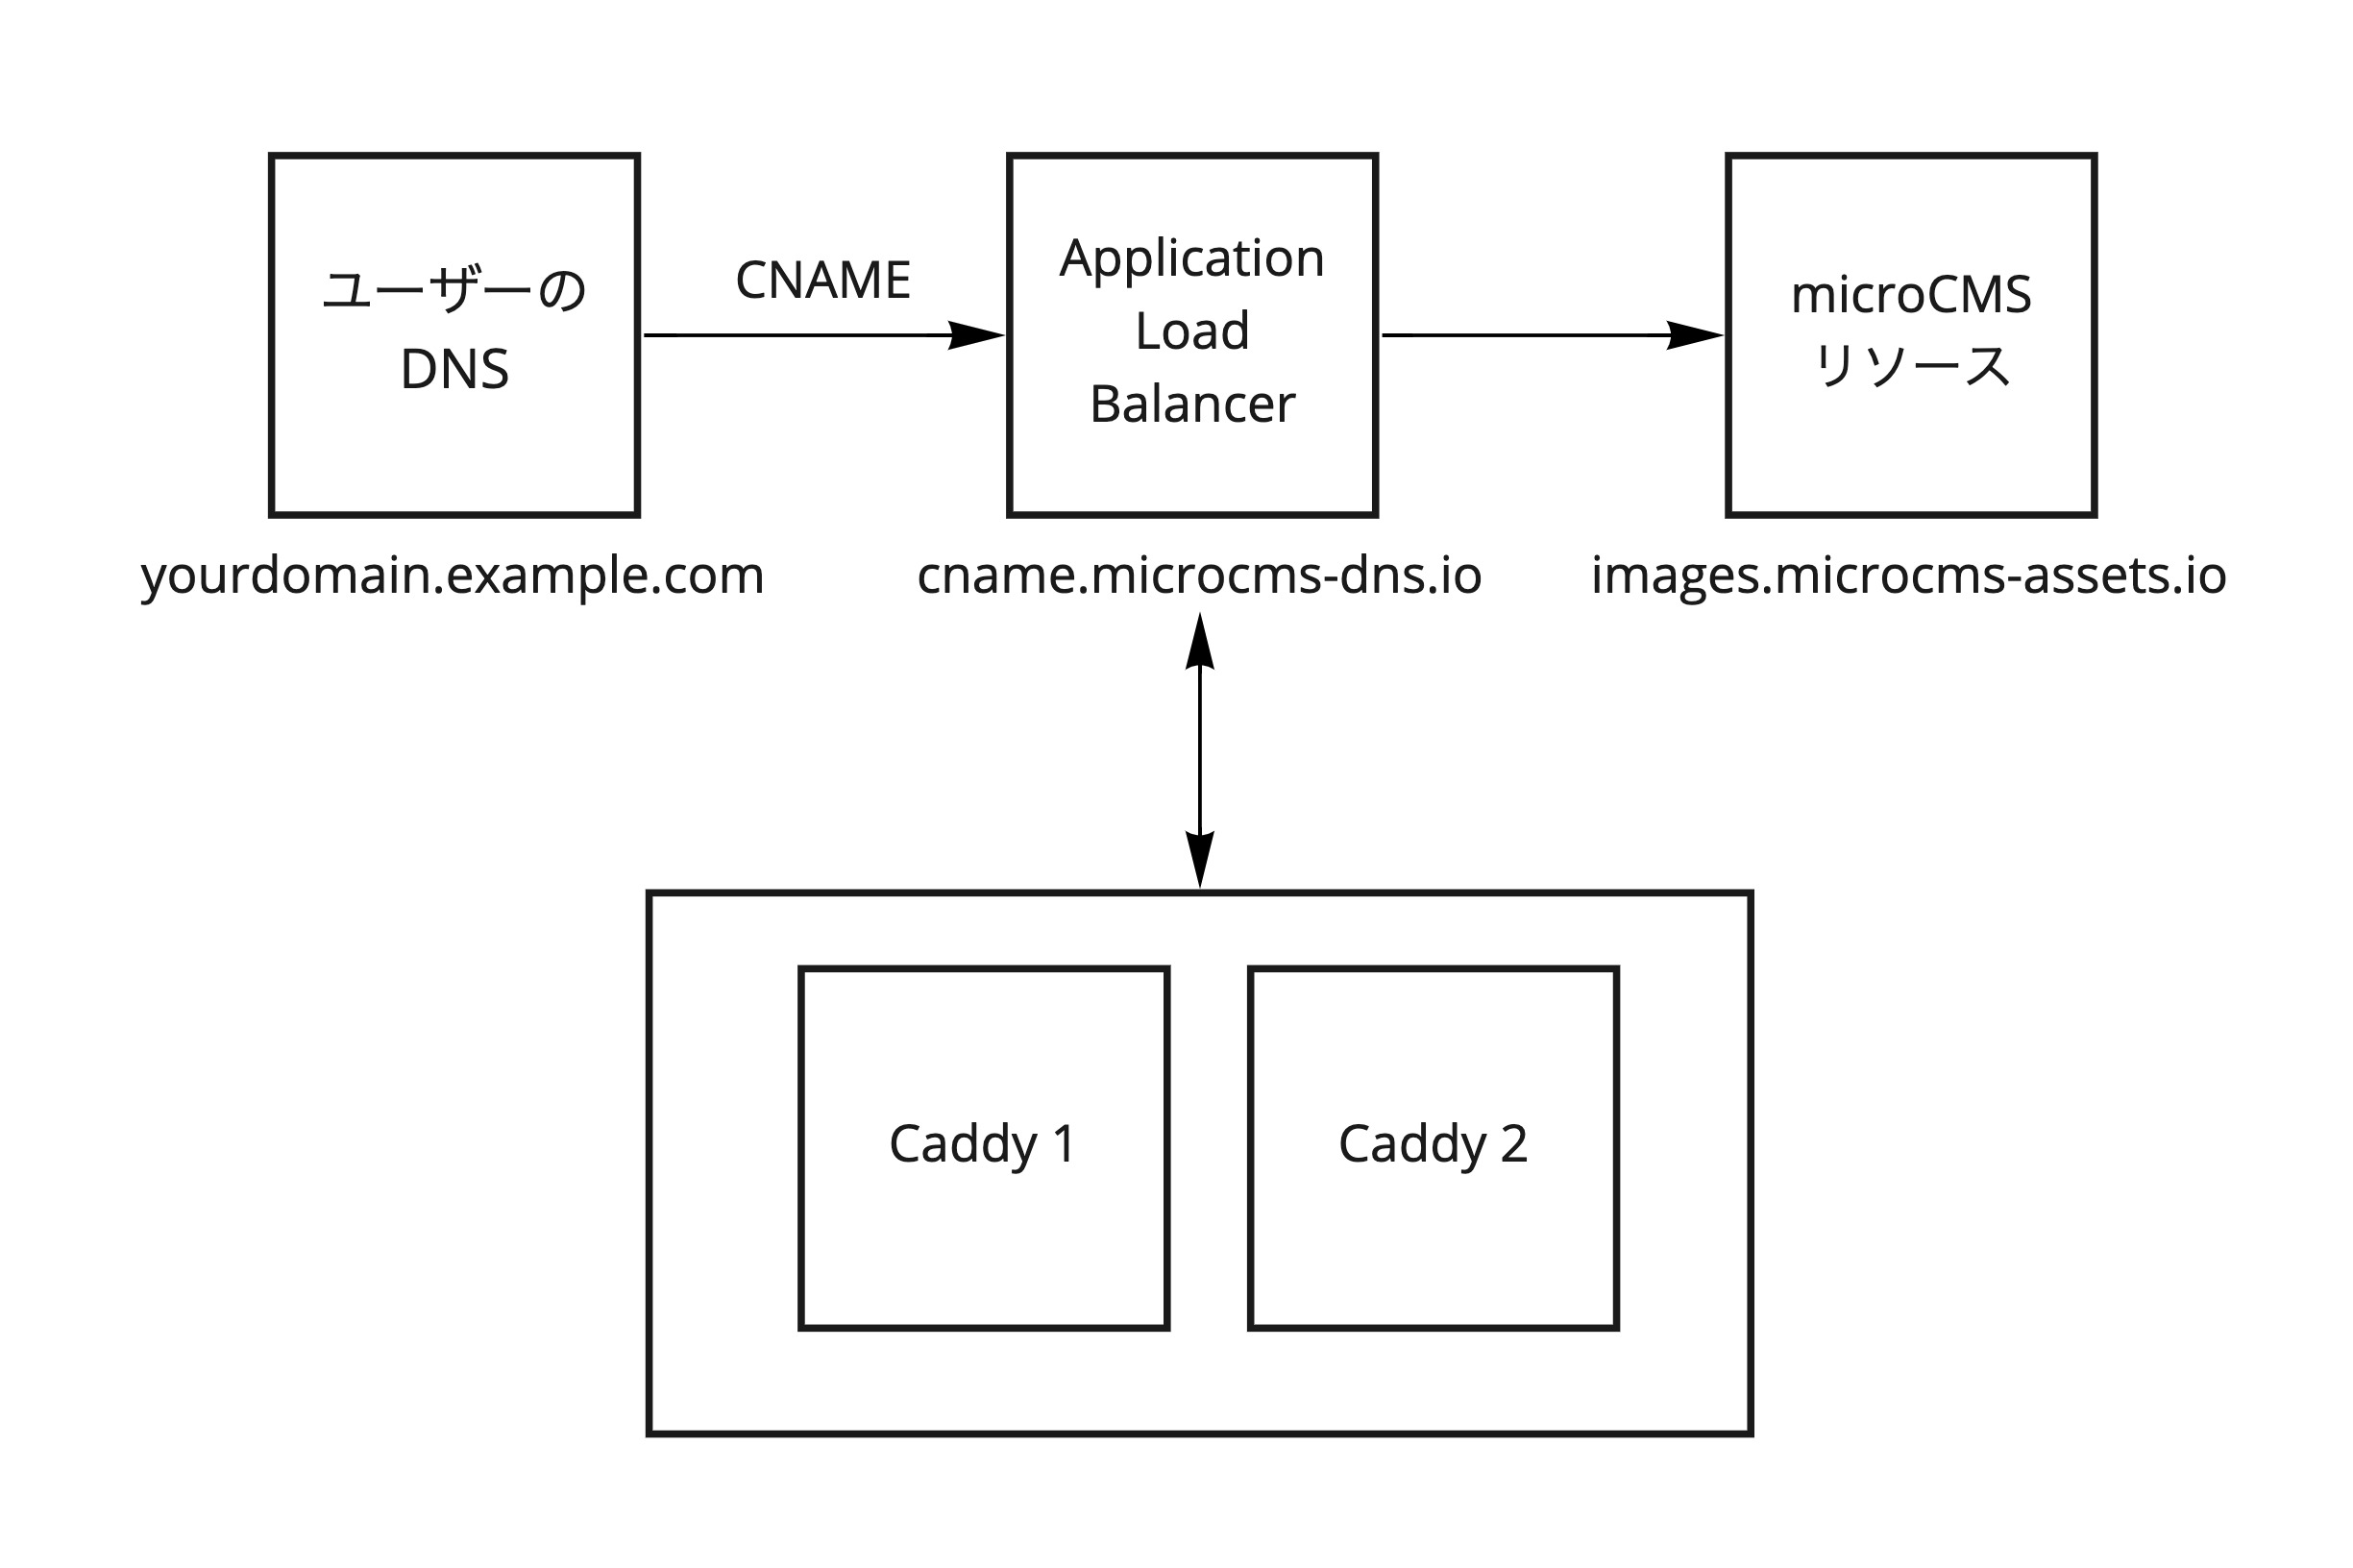 ユーザーの
DNS
CNAME
Application
Load
Balancer
microCMS
リソース
yourdomain.example.com
cname.microcms-dns.io
images.microcms-assets.io
Caddy 1
Caddy 2